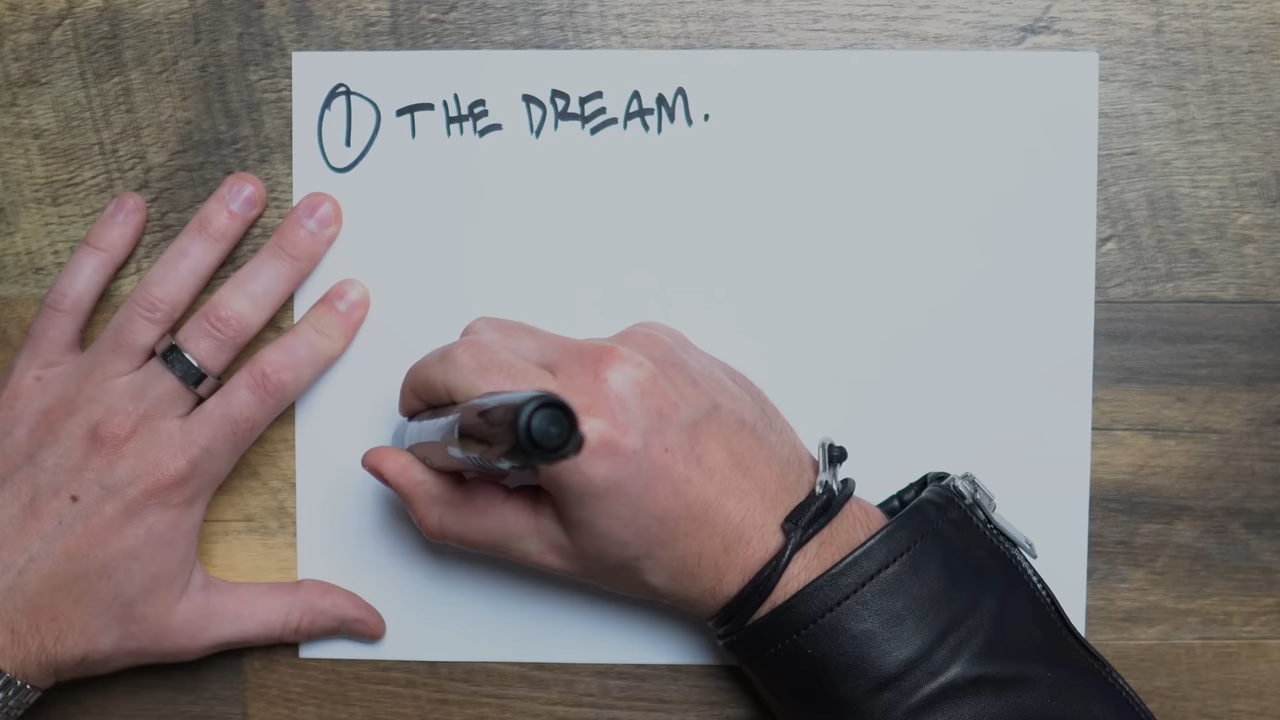 ① THE DREAM.